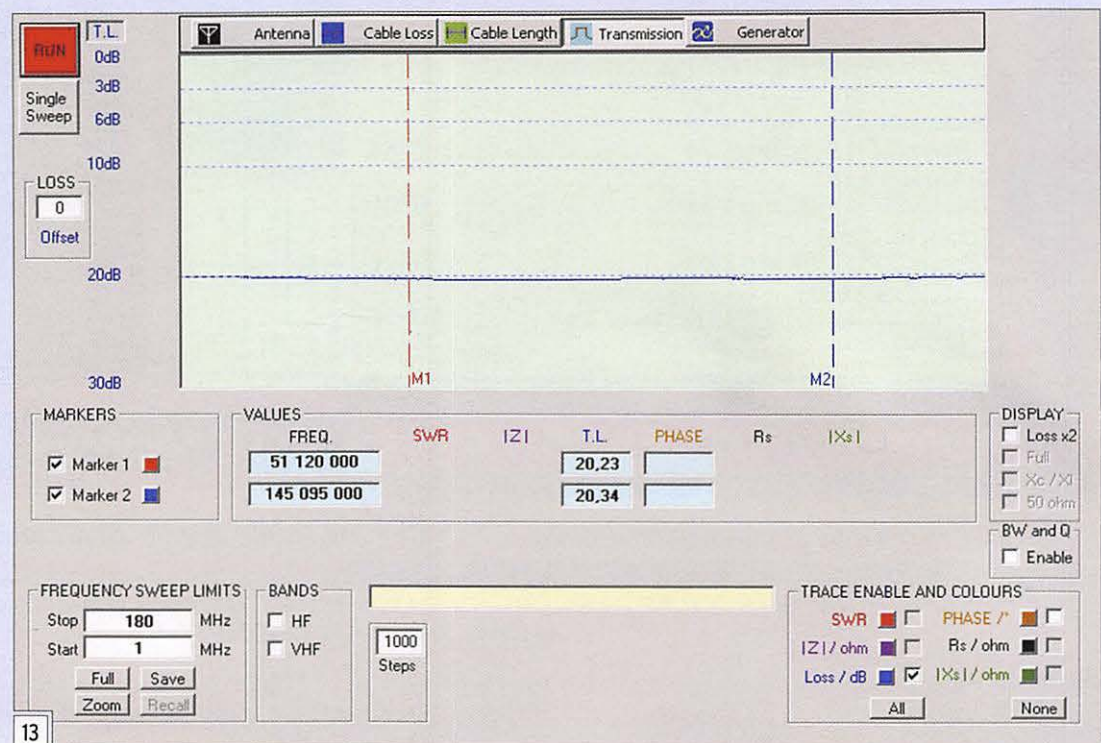 RUN
T.L.
Antenna Cable Loss Cable Length Transmission Generator
0dB
Single
Sweep
3dB
6dB
10dB
LOSS
0
Offset
20dB
30dB
M1 M2
MARKERS
Marker 1
Marker 2
VALUES
FREQ. SWR |Z| T.L. PHASE Rs |Xs|
51 120 000 20,23
145 095 000 20,34
DISPLAY
Loss x2
Full
Xc / Xl
50 ohm
BW and Q
Enable
FREQUENCY SWEEP LIMITS
Stop 180 MHz
Start 1 MHz
Full Save
Zoom Recall
BANDS
HF
VHF
1000
Steps
TRACE ENABLE AND COLOURS
SWR PHASE /°
|Z| / ohm Rs / ohm
Loss / dB |Xs| / ohm
All None
13